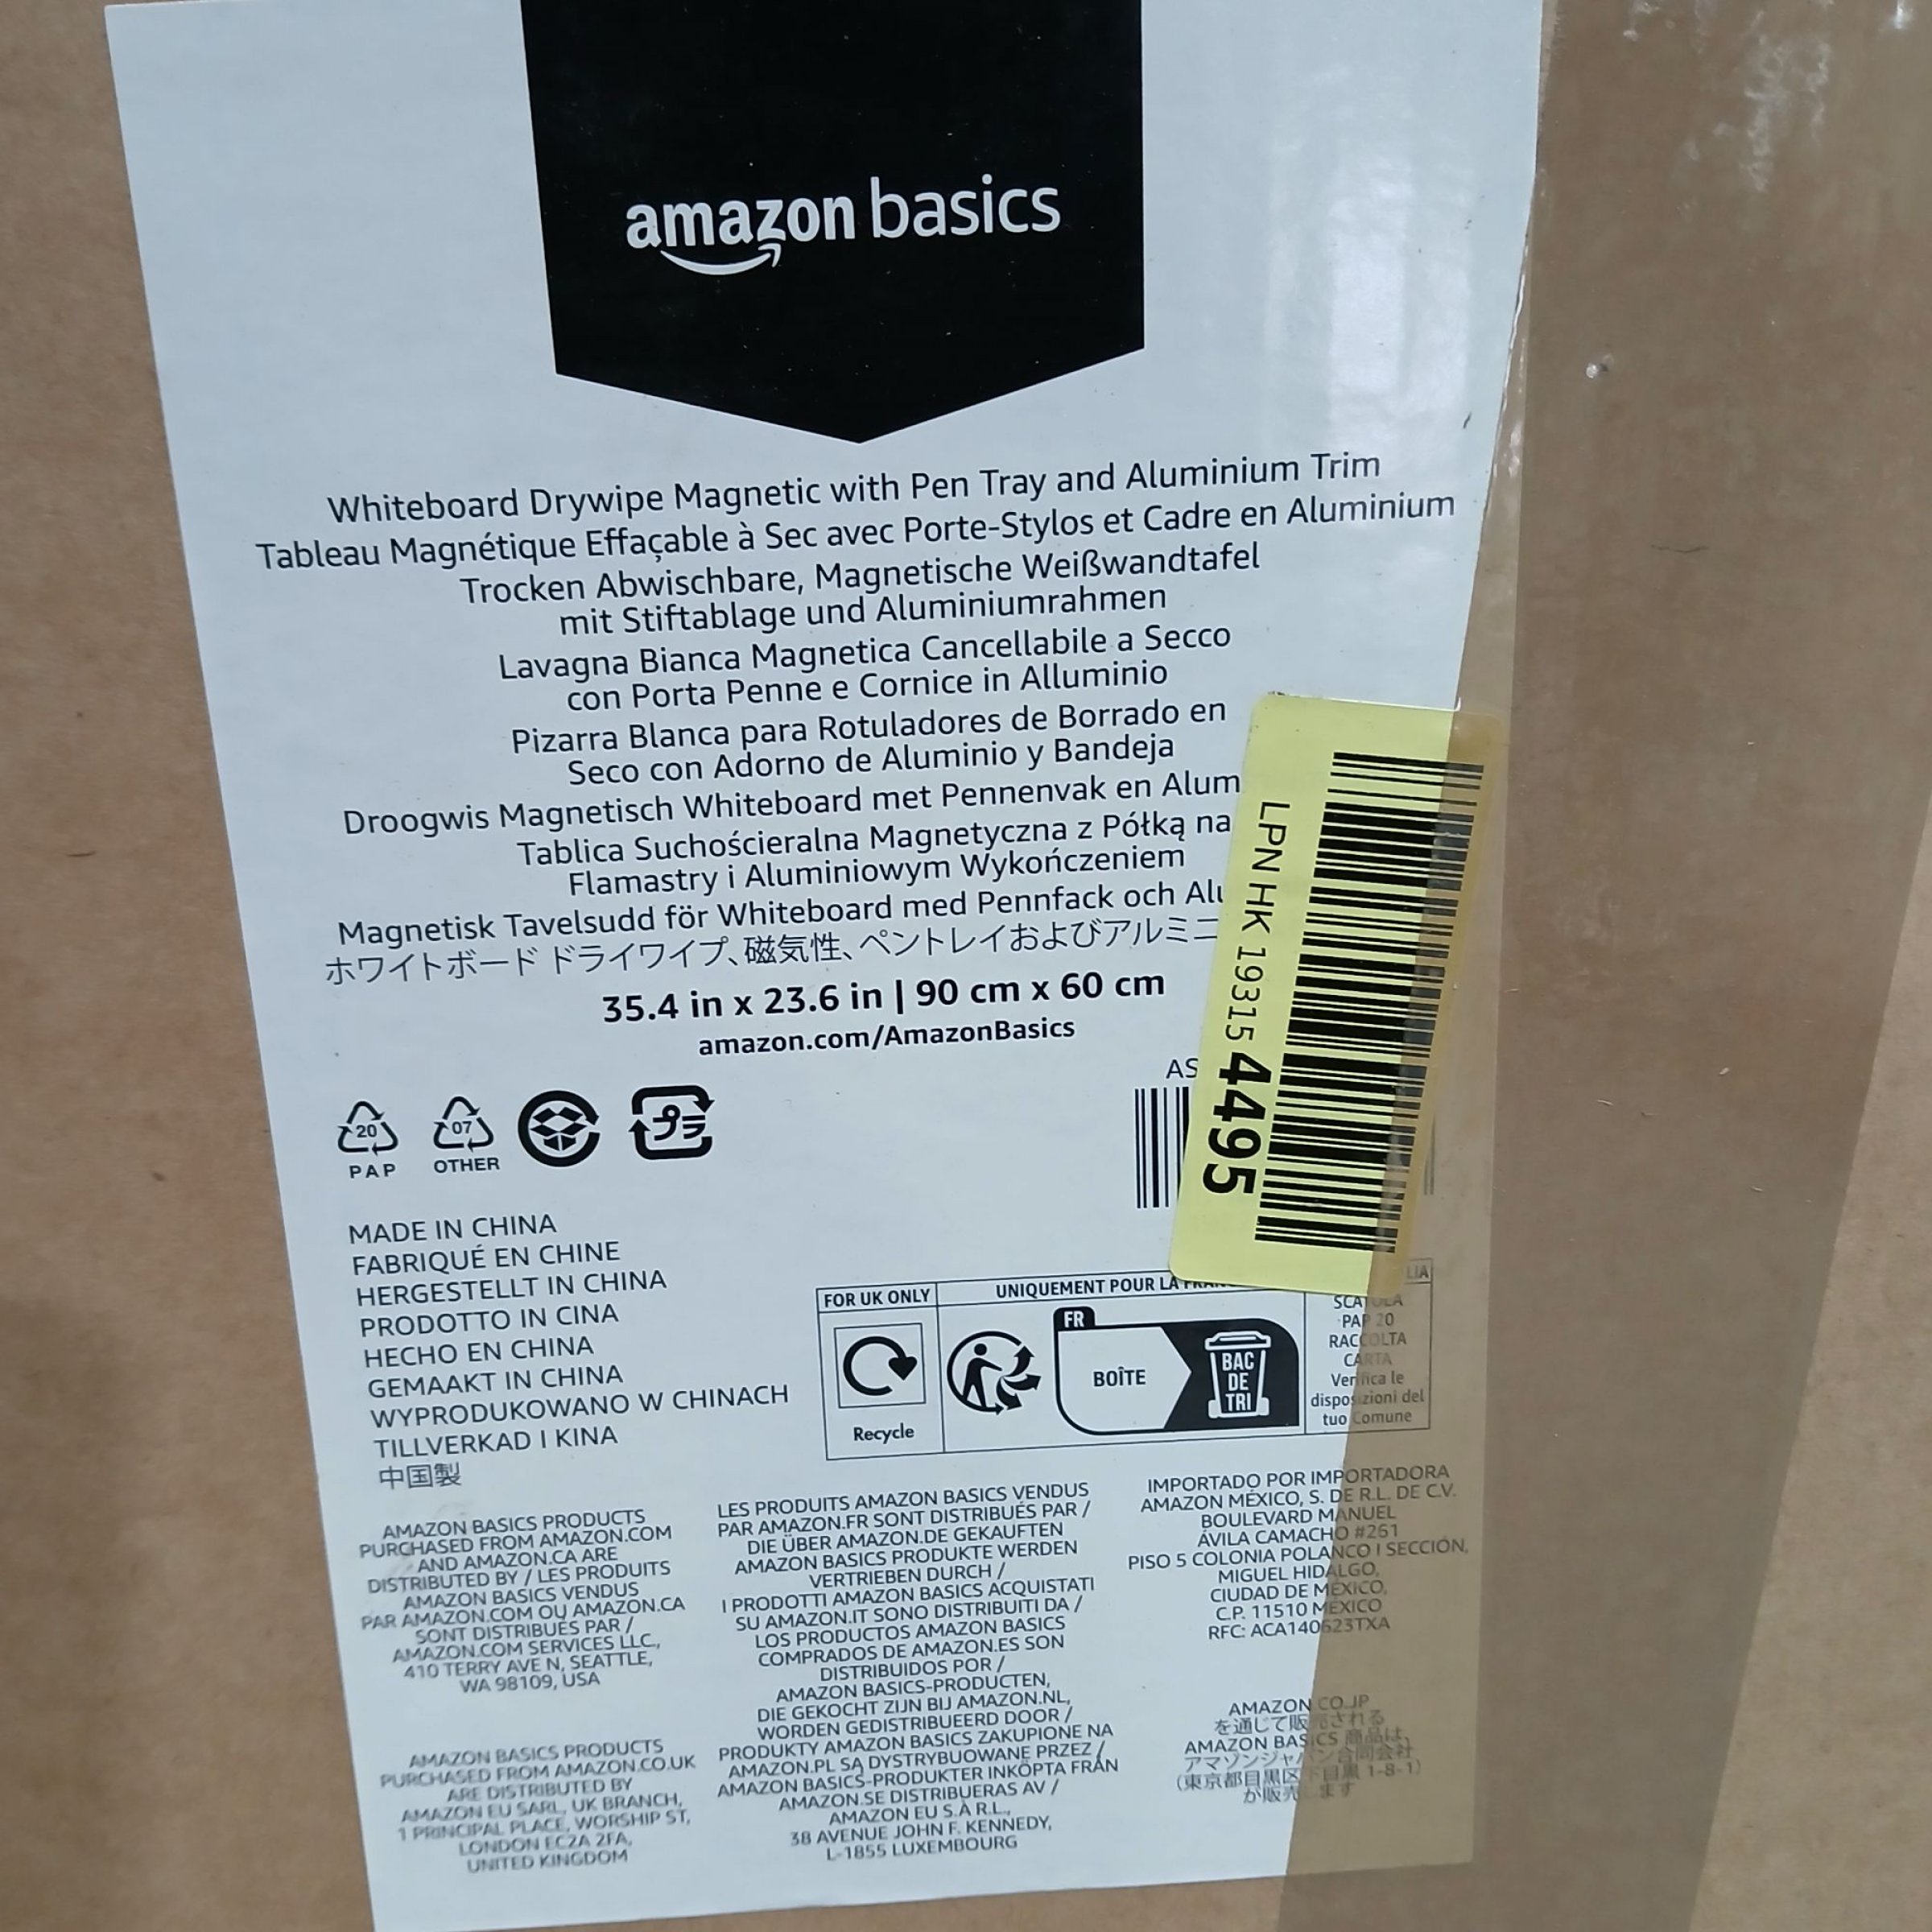 amazon basics
Whiteboard Drywipe Magnetic with Pen Tray and Aluminium Trim
Tableau Magnétique Effaçable à Sec avec Porte-Stylos et Cadre en Aluminium
Trocken Abwischbare, Magnetische Weißwandtafel
mit Stiftablage und Aluminiumrahmen
Lavagna Bianca Magnetica Cancellabile a Secco
con Porta Penne e Cornice in Alluminio
Pizarra Blanca para Rotuladores de Borrado en
Seco con Adorno de Aluminio y Bandeja
Droogwis Magnetisch Whiteboard met Pennenvak en Alum
Tablica Suchościeralna Magnetyczna z Półką na
Flamastry i Aluminiowym Wykończeniem
Magnetisk Tavelsudd för Whiteboard med Pennfack och Alu
ホワイトボード ドライワイプ、磁気性、ペントレイおよびアルミニ
35.4 in x 23.6 in | 90 cm x 60 cm
amazon.com/AmazonBasics
AS
LPNHK193154495
20
PAP
07
OTHER
プラ
MADE IN CHINA
FABRIQUÉ EN CHINE
HERGESTELLT IN CHINA
PRODOTTO IN CINA
HECHO EN CHINA
GEMAAKT IN CHINA
WYPRODUKOWANO W CHINACH
TILLVERKAD I KINA
中国製
FOR UK ONLY
Recycle
UNIQUEMENT POUR LA FRAN
FR
BOÎTE
BAC
DE
TRI
LIA
SCATOLA
PAP 20
RACCOLTA
CARTA
Verifica le
disposizioni del
tuo Comune
AMAZON BASICS PRODUCTS
PURCHASED FROM AMAZON.COM
AND AMAZON.CA ARE
DISTRIBUTED BY / LES PRODUITS
AMAZON BASICS VENDUS
PAR AMAZON.COM OU AMAZON.CA
SONT DISTRIBUÉS PAR /
AMAZON.COM SERVICES LLC,
410 TERRY AVE N, SEATTLE,
WA 98109, USA
AMAZON BASICS PRODUCTS
PURCHASED FROM AMAZON.CO.UK
ARE DISTRIBUTED BY
AMAZON EU SARL, UK BRANCH,
1 PRINCIPAL PLACE, WORSHIP ST,
LONDON EC2A 2FA,
UNITED KINGDOM
LES PRODUITS AMAZON BASICS VENDUS
PAR AMAZON.FR SONT DISTRIBUÉS PAR /
DIE ÜBER AMAZON.DE GEKAUFTEN
AMAZON BASICS PRODUKTE WERDEN
VERTRIEBEN DURCH /
I PRODOTTI AMAZON BASICS ACQUISTATI
SU AMAZON.IT SONO DISTRIBUITI DA /
LOS PRODUCTOS AMAZON BASICS
COMPRADOS DE AMAZON.ES SON
DISTRIBUIDOS POR /
AMAZON BASICS-PRODUCTEN,
DIE GEKOCHT ZIJN BIJ AMAZON.NL,
WORDEN GEDISTRIBUEERD DOOR /
PRODUKTY AMAZON BASICS ZAKUPIONE NA
AMAZON.PL SĄ DYSTRYBUOWANE PRZEZ /
AMAZON BASICS-PRODUKTER INKÖPTA FRÅN
AMAZON.SE DISTRIBUERAS AV /
AMAZON EU S.À R.L.,
38 AVENUE JOHN F. KENNEDY,
L-1855 LUXEMBOURG
IMPORTADO POR IMPORTADORA
AMAZON MÉXICO, S. DE R.L. DE C.V.
BOULEVARD MANUEL
ÁVILA CAMACHO #261
PISO 5 COLONIA POLANCO I SECCIÓN,
MIGUEL HIDALGO,
CIUDAD DE MÉXICO,
C.P. 11510 MÉXICO
RFC: ACA140623TXA
AMAZON.CO.JP
を通じて販売される
AMAZON BASICS 商品は、
アマゾンジャパン合同会社
(東京都目黒区下目黒 1-8-1)
が販売します